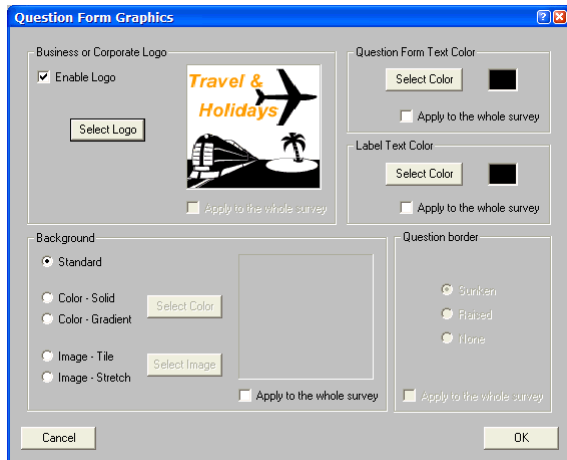 Question Form Graphics
Business or Corporate Logo
Enable Logo
Select Logo
Travel &
Holidays
Apply to the whole survey
Question Form Text Color
Select Color
Apply to the whole survey
Label Text Color
Select Color
Apply to the whole survey
Background
Standard
Color - Solid
Color - Gradient
Select Color
Image - Tile
Image - Stretch
Select Image
Apply to the whole survey
Question border
Sunken
Raised
None
Apply to the whole survey
Cancel
OK